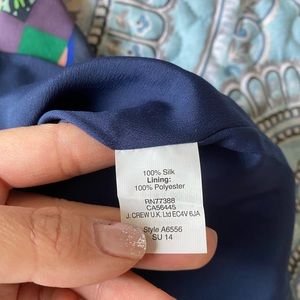 100% Silk
Lining:
100% Polyester
RN77388
CA56445
J. CREW U.K. Ltd EC4V 6JA
Style A6556
SU 14